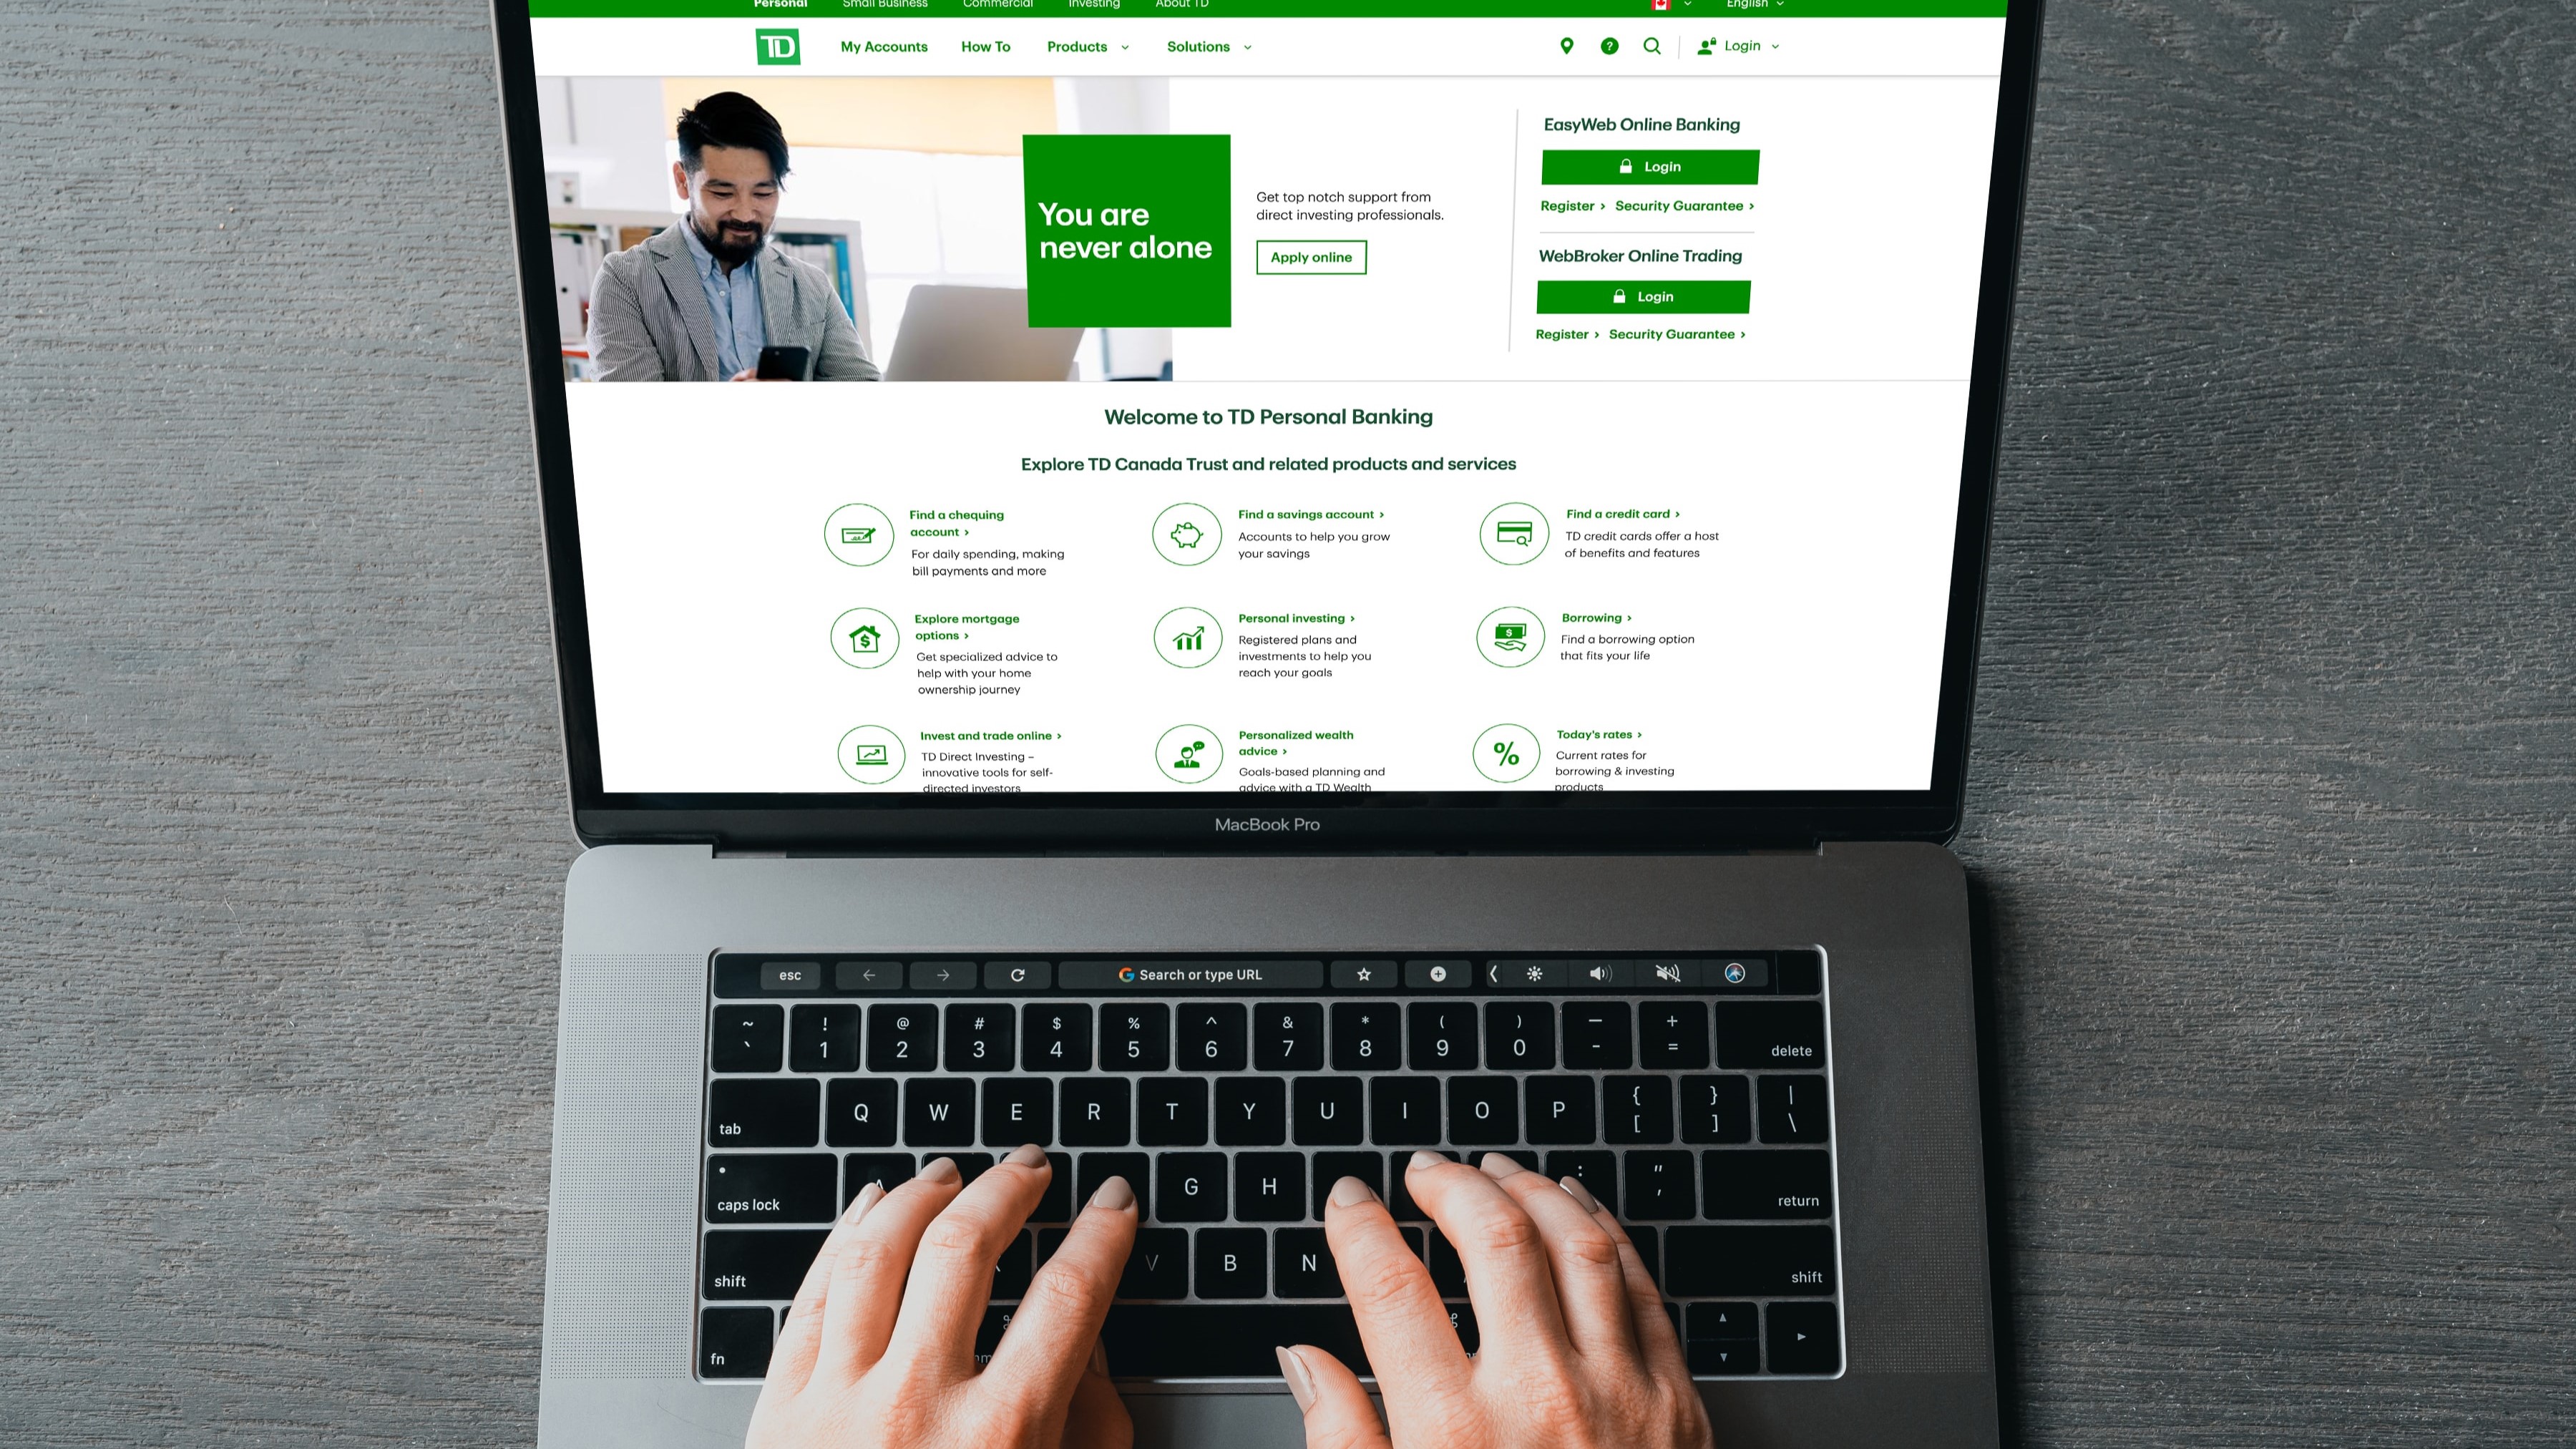 Personal Small Business Commercial Investing About TD English
TD My Accounts How To Products Solutions ? Login
You are
never alone
Get top notch support from
direct investing professionals.
Apply online
EasyWeb Online Banking
Login
Register › Security Guarantee ›
WebBroker Online Trading
Login
Register › Security Guarantee ›
Welcome to TD Personal Banking
Explore TD Canada Trust and related products and services
Find a chequing
account ›
For daily spending, making
bill payments and more
Find a savings account ›
Accounts to help you grow
your savings
Find a credit card ›
TD credit cards offer a host
of benefits and features
Explore mortgage
options ›
Get specialized advice to
help with your home
ownership journey
Personal investing ›
Registered plans and
investments to help you
reach your goals
Borrowing ›
Find a borrowing option
that fits your life
Invest and trade online ›
TD Direct Investing –
innovative tools for self-
directed investors
Personalized wealth
advice ›
Goals-based planning and
advice with a TD Wealth
%
Today's rates ›
Current rates for
borrowing & investing
products
MacBook Pro
esc ← → G Search or type URL
~ ! @ # $ % ^ & * ( ) — +
` 1 2 3 4 5 6 7 8 9 0 - = delete
tab Q W E R T Y U I O P { [ } ] | \
caps lock A G H : " ' return
shift V B N shift
fn